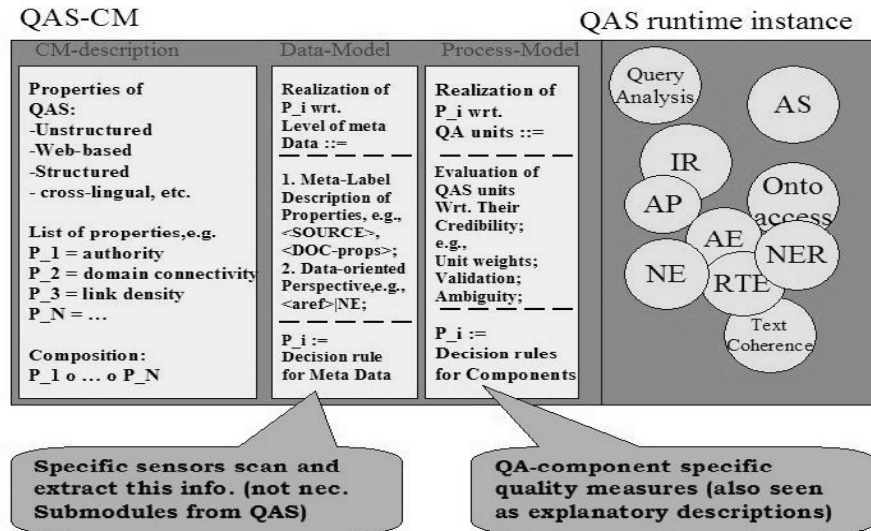 QAS-CM
QAS runtime instance
CM-description
Data-Model
Process-Model
Properties of
QAS:
-Unstructured
-Web-based
-Structured
- cross-lingual, etc.
List of properties,e.g.
P_1 = authority
P_2 = domain connectivity
P_3 = link density
P_N = ...
Composition:
P_1 o ... o P_N
Realization of
P_i wrt.
Level of meta
Data ::=
1. Meta-Label
Description of
Properties, e.g.,
<SOURCE>,
<DOC-props>;
2. Data-oriented
Perspective,e.g.,
<aref>|NE;
P_i :=
Decision rule
for Meta Data
Realization of
P_i wrt.
QA units ::=
Evaluation of
QAS units
Wrt. Their
Credibility;
e.g.,
Unit weights;
Validation;
Ambiguity;
P_i :=
Decision rules
for Components
Query
Analysis
AS
IR
AP
Onto
access
AE
NER
NE
RTE
Text
Coherence
Specific sensors scan and
extract this info. (not nec.
Submodules from QAS)
QA-component specific
quality measures (also seen
as explanatory descriptions)